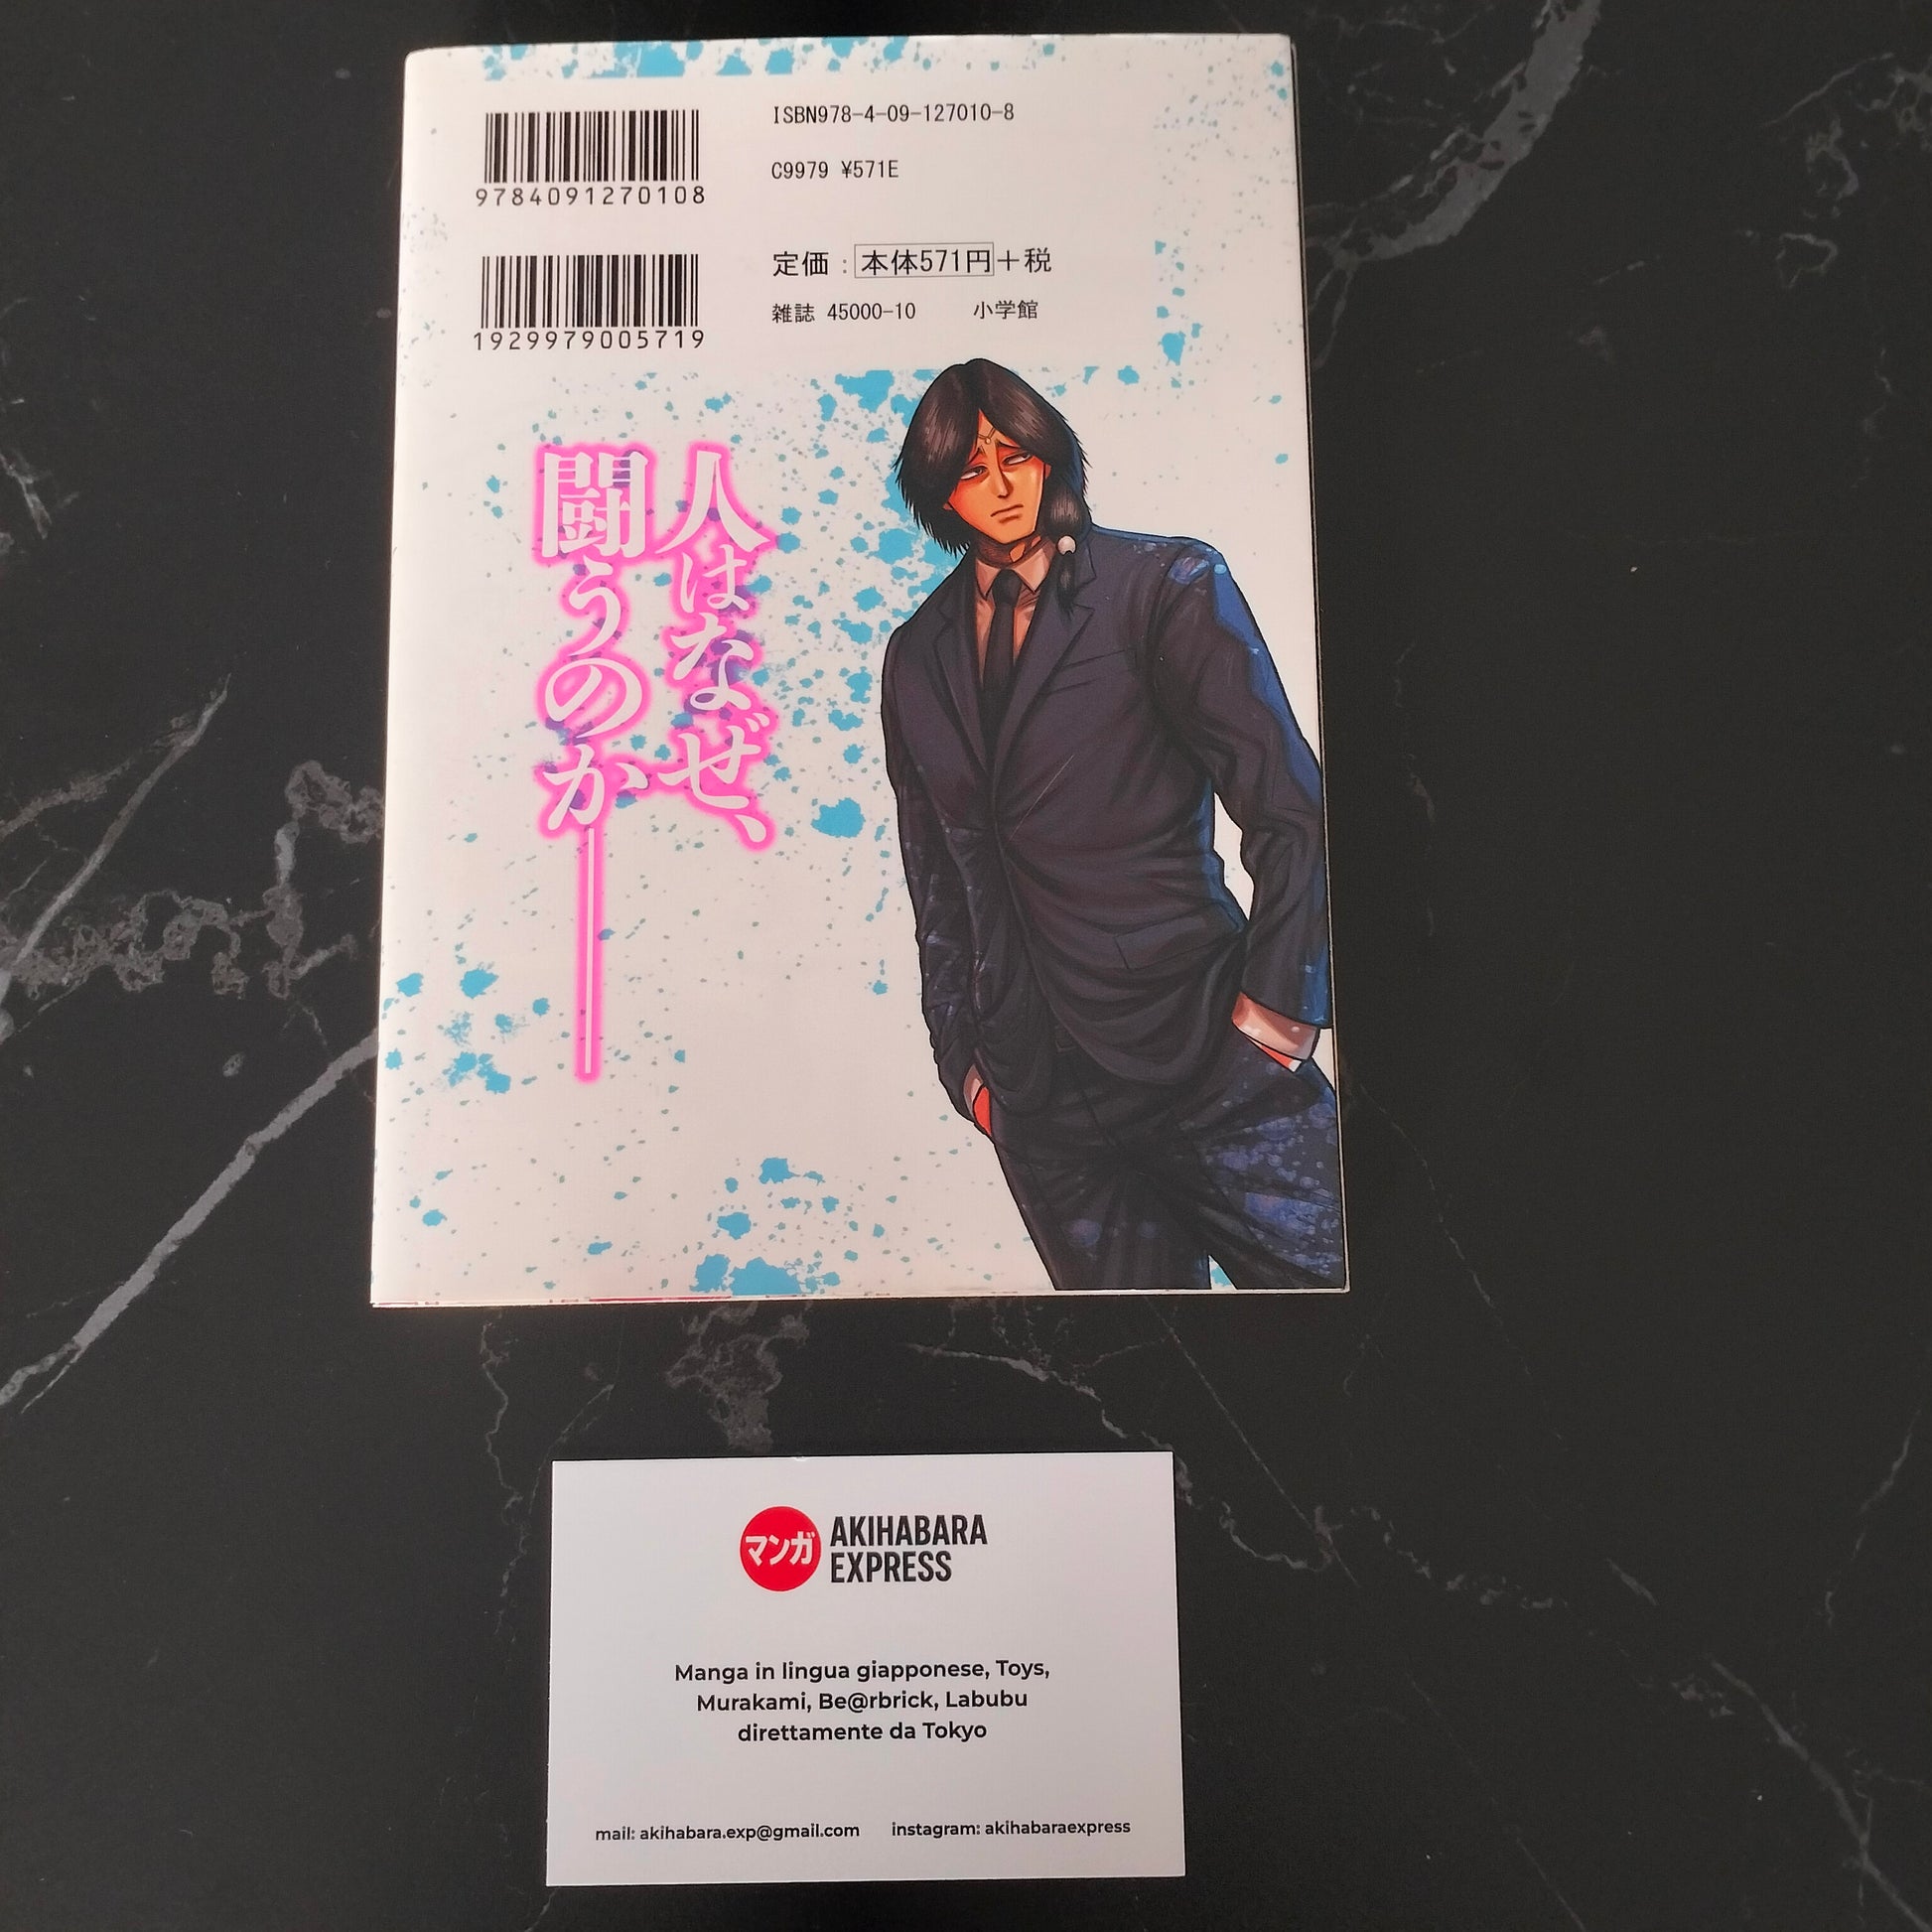 ISBN978-4-09-127010-8
9784091270108
C9979 ¥571E
定価：本体571円＋税
雑誌 45000-10 小学館
1929979005719
人はなぜ、
闘うのか――
マンガ
AKIHABARA
EXPRESS
Manga in lingua giapponese, Toys,
Murakami, Be@rbrick, Labubu
direttamente da Tokyo
mail: akihabara.exp@gmail.com instagram: akihabaraexpress